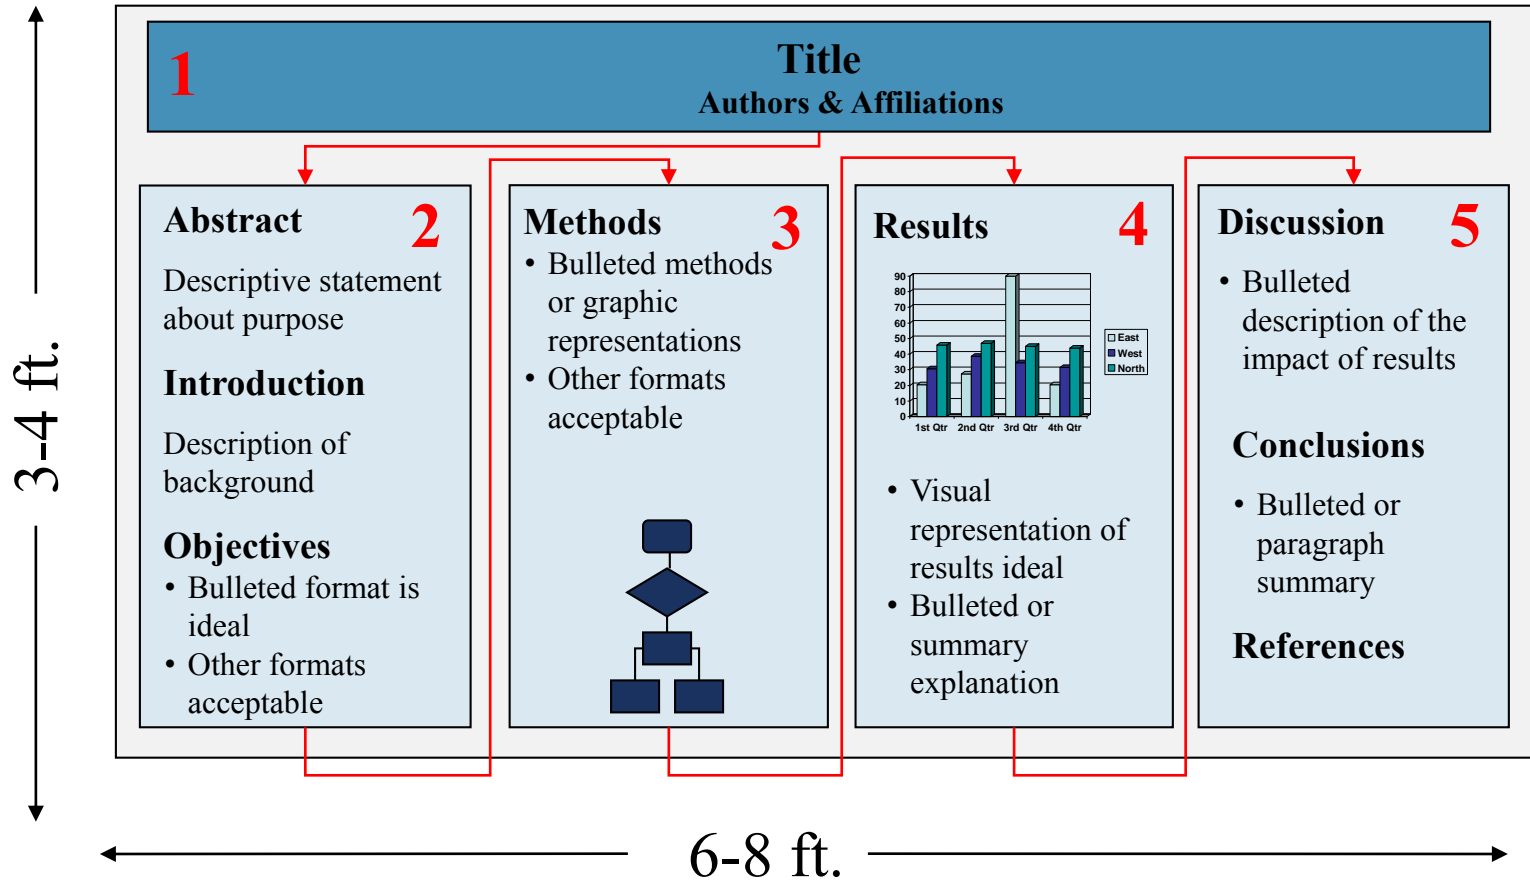 1
Title
Authors & Affiliations
Abstract
2
Descriptive statement
about purpose
Introduction
Description of
background
Objectives
• Bulleted format is
ideal
• Other formats
acceptable
Methods
3
• Bulleted methods
or graphic
representations
• Other formats
acceptable
Results
4
90
80
70
60
50
40
30
20
10
0
1st Qtr 2nd Qtr 3rd Qtr 4th Qtr
East
West
North
• Visual
representation of
results ideal
• Bulleted or
summary
explanation
Discussion
5
• Bulleted
description of the
impact of results
Conclusions
• Bulleted or
paragraph
summary
References
3-4 ft.
6-8 ft.